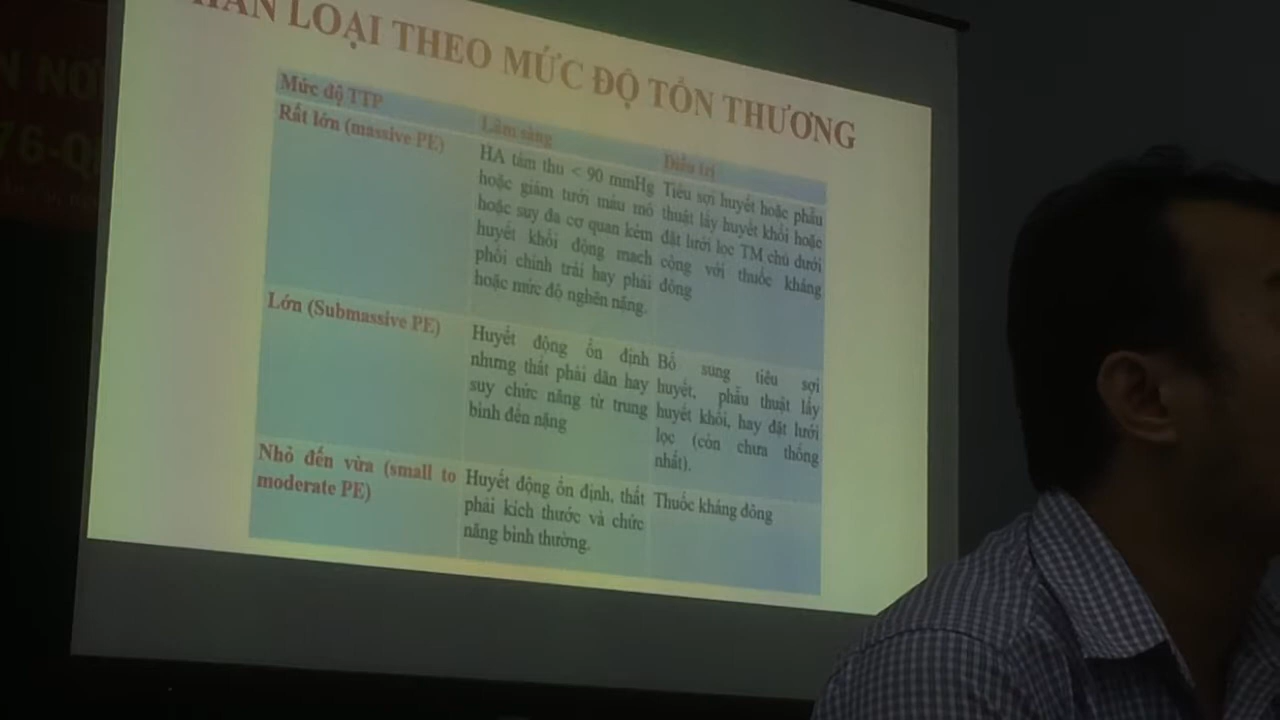 HÂN LOẠI THEO MỨC ĐỘ TỔN THƯƠNG
Mức độ TTP
Lâm sàng
Điều trị
Rất lớn (massive PE)
HA tâm thu < 90 mmHg
hoặc giảm tưới máu mô
hoặc suy đa cơ quan kèm
huyết khối động mạch
phổi chính trái hay phải
hoặc mức độ nghẽn nặng.
Tiêu sợi huyết hoặc phẫu
thuật lấy huyết khối hoặc
đặt lưới lọc TM chủ dưới
cộng với thuốc kháng
đông
Lớn (Submassive PE)
Huyết động ổn định
nhưng thất phải dãn hay
suy chức năng từ trung
bình đến nặng
Bổ sung tiêu sợi
huyết, phẫu thuật lấy
huyết khối, hay đặt lưới
lọc (còn chưa thống
nhất).
Nhỏ đến vừa (small to
moderate PE)
Huyết động ổn định, thất
phải kích thước và chức
năng bình thường.
Thuốc kháng đông